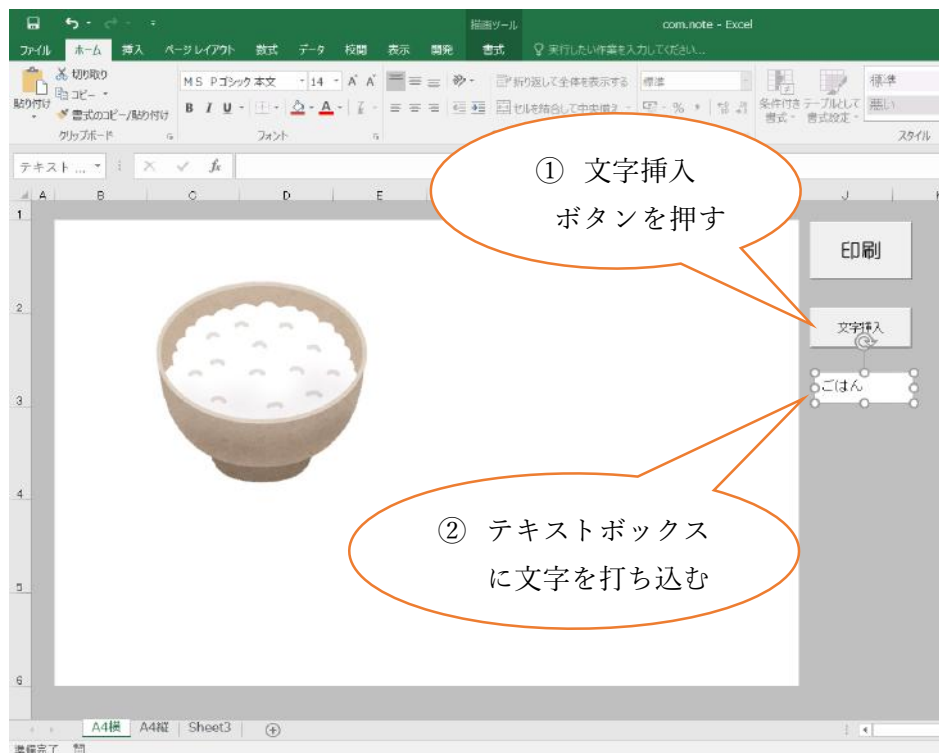 描画ツール com.note - Excel
ファイル ホーム 挿入 ページレイアウト 数式 データ 校閲 表示 開発 書式 実行したい作業を入力してください...
切り取り
コピー
書式のコピー/貼り付け
貼り付け
クリップボード
MS Pゴシック 本文 14
B I U
フォント
折り返して全体を表示する
セルを結合して中央揃え
標準
条件付き書式
テーブルとして書式設定
標準
悪い
スタイル
テキスト ...
fx
A B C D E J
1
2
3
4
5
6
① 文字挿入
ボタンを押す
印刷
文字挿入
ごはん
② テキストボックス
に文字を打ち込む
A4横 A4縦 Sheet3
準備完了